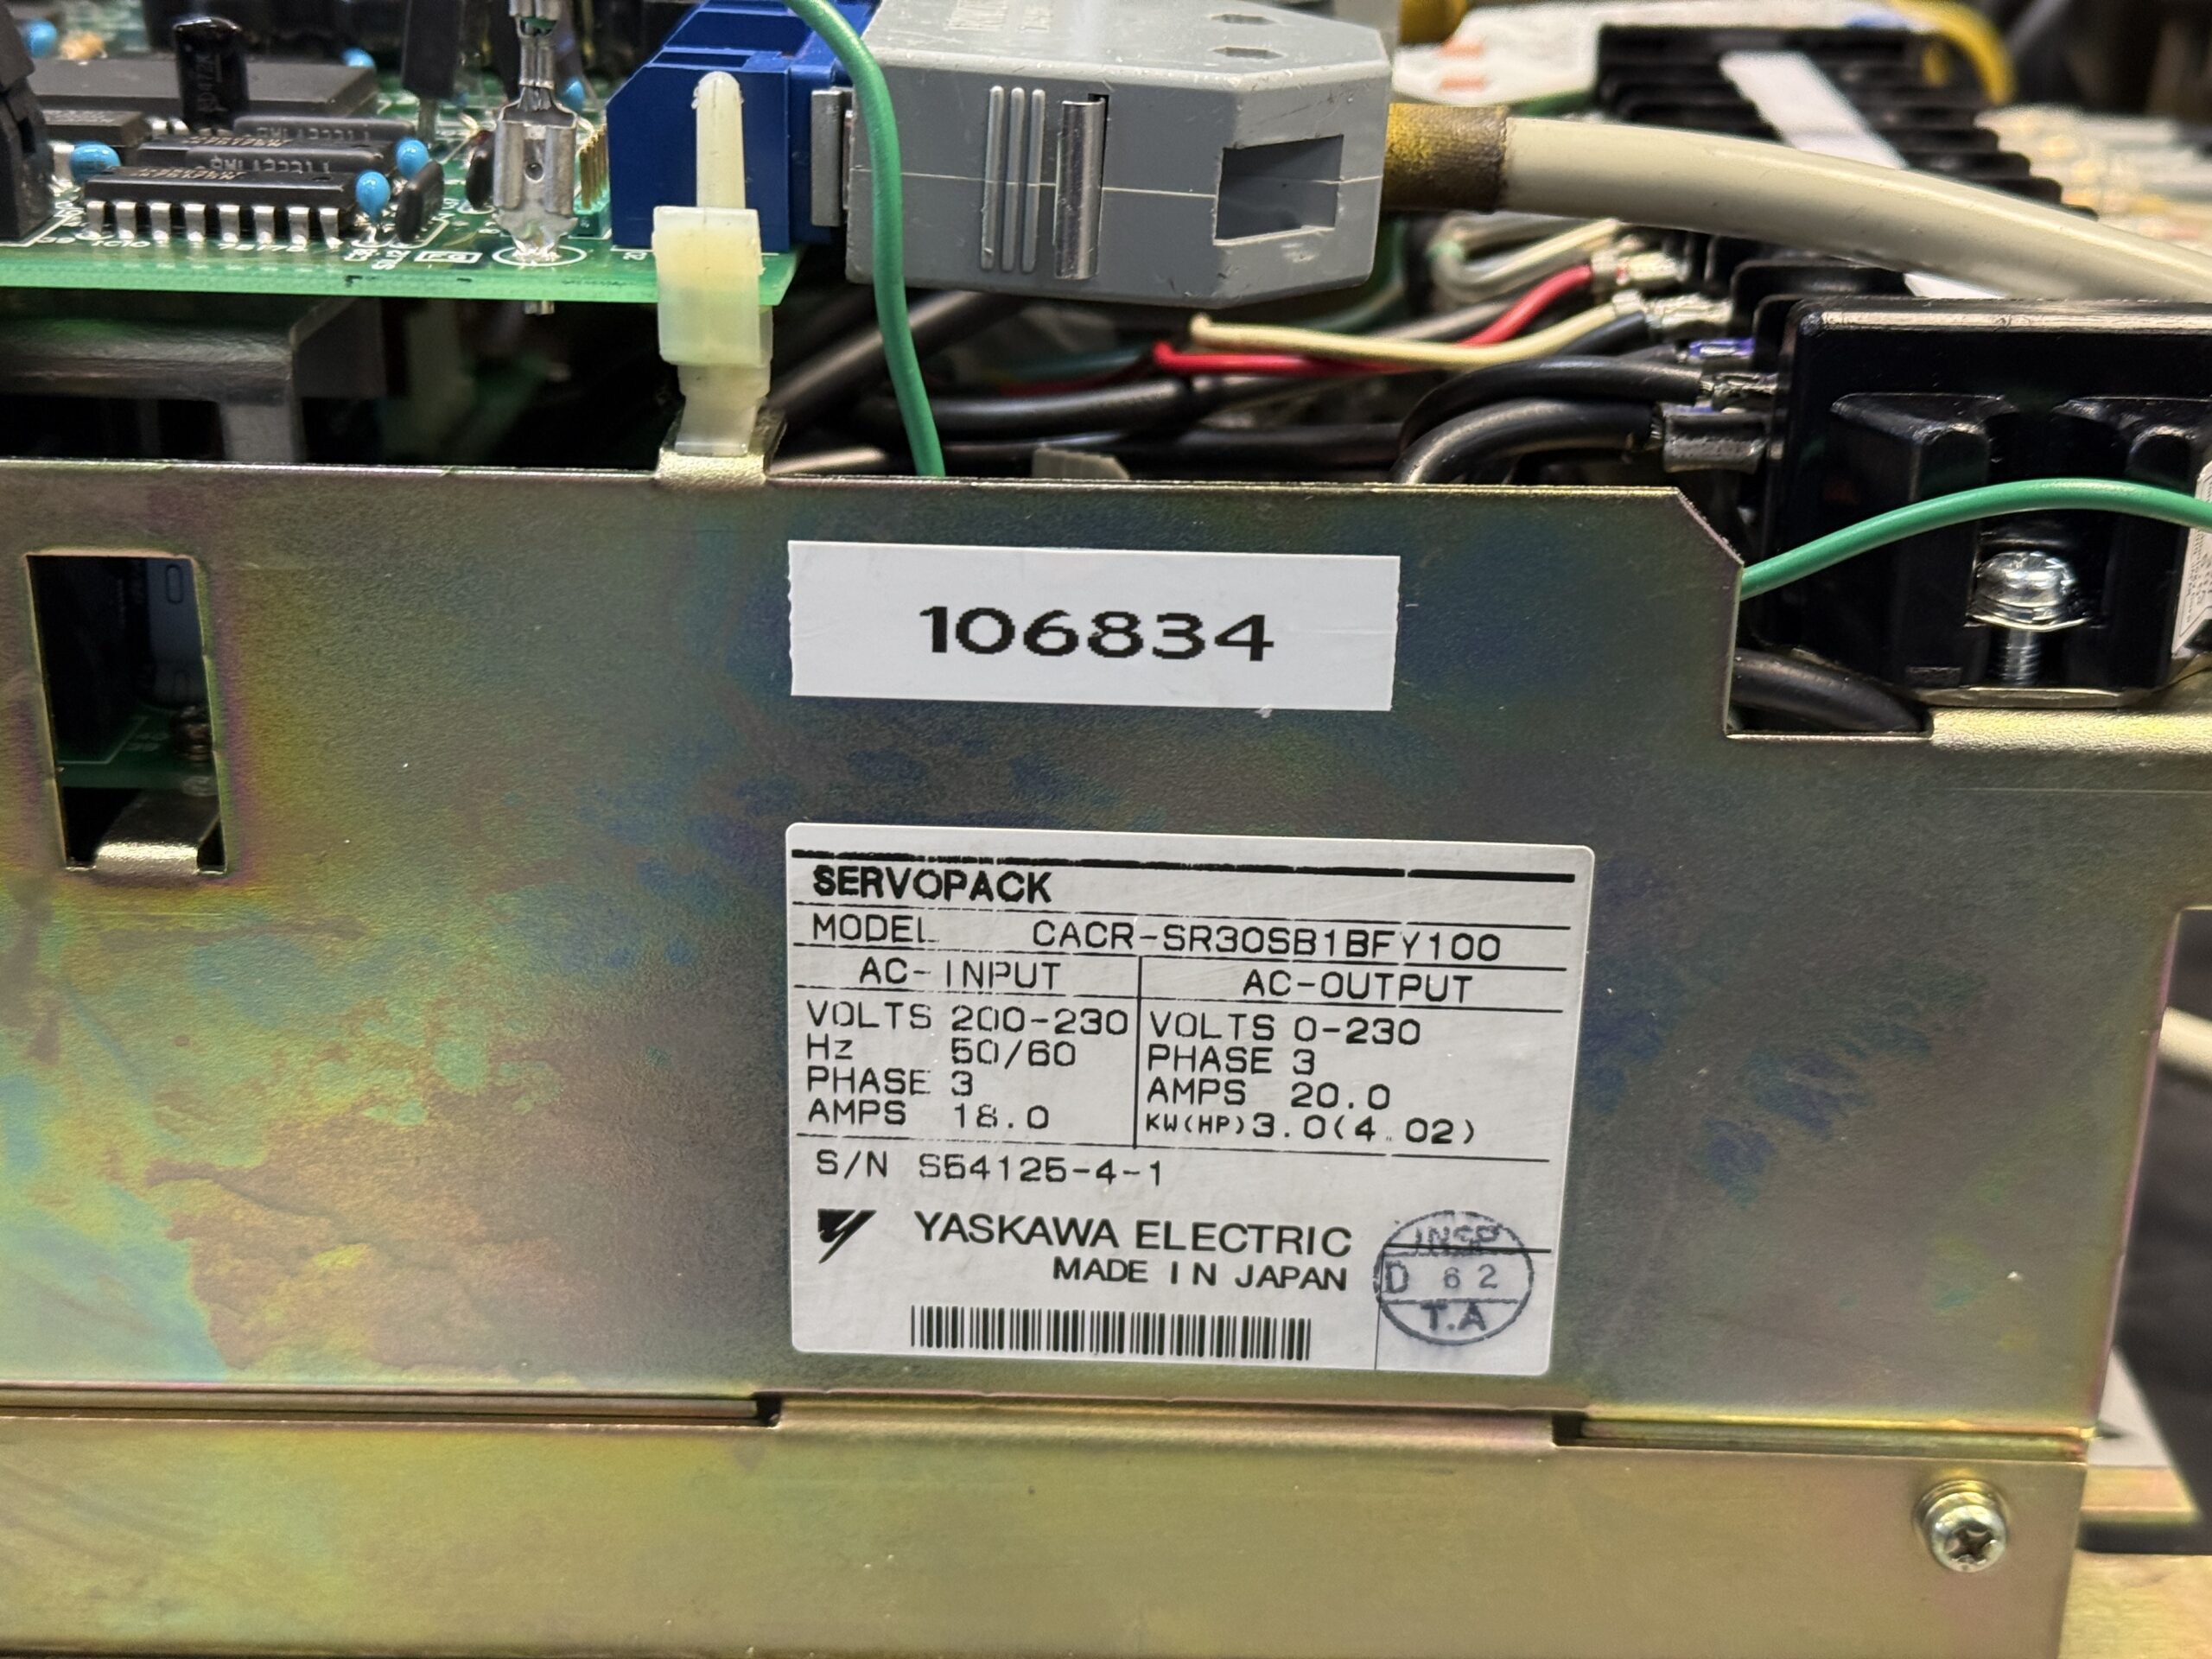 106834
SERVOPACK
MODEL CACR-SR30SB1BFY100
AC-INPUT AC-OUTPUT
VOLTS 200-230 VOLTS 0-230
Hz 50/60 PHASE 3
PHASE 3 AMPS 20.0
AMPS 18.0 KW(HP)3.0(4.02)
S/N S54125-4-1
YASKAWA ELECTRIC
MADE IN JAPAN
INSP
D 62
T.A